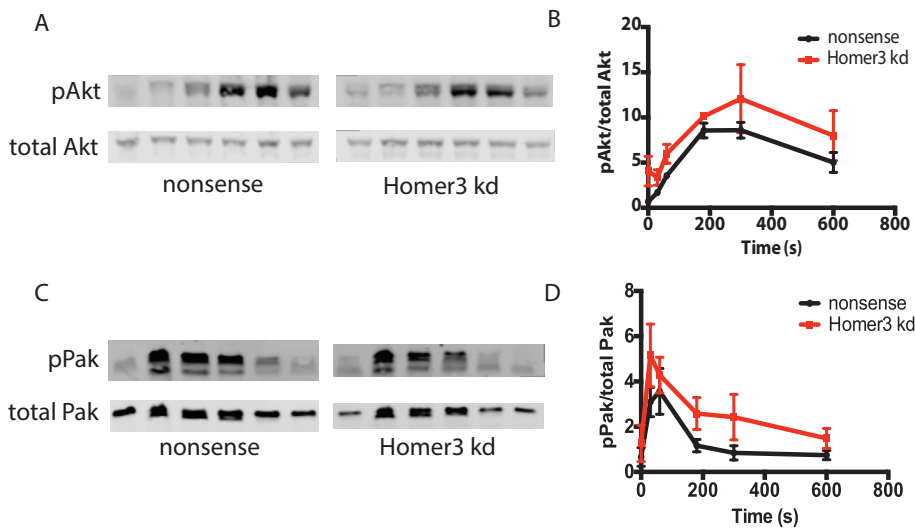 A
pAkt
total Akt
nonsense
Homer3 kd
B
nonsense
Homer3 kd
pAkt/total Akt
20
15
10
5
0
0 200 400 600 800
Time (s)
C
pPak
total Pak
nonsense
Homer3 kd
D
nonsense
Homer3 kd
pPak/total Pak
8
6
4
2
0
0 200 400 600 800
Time (s)